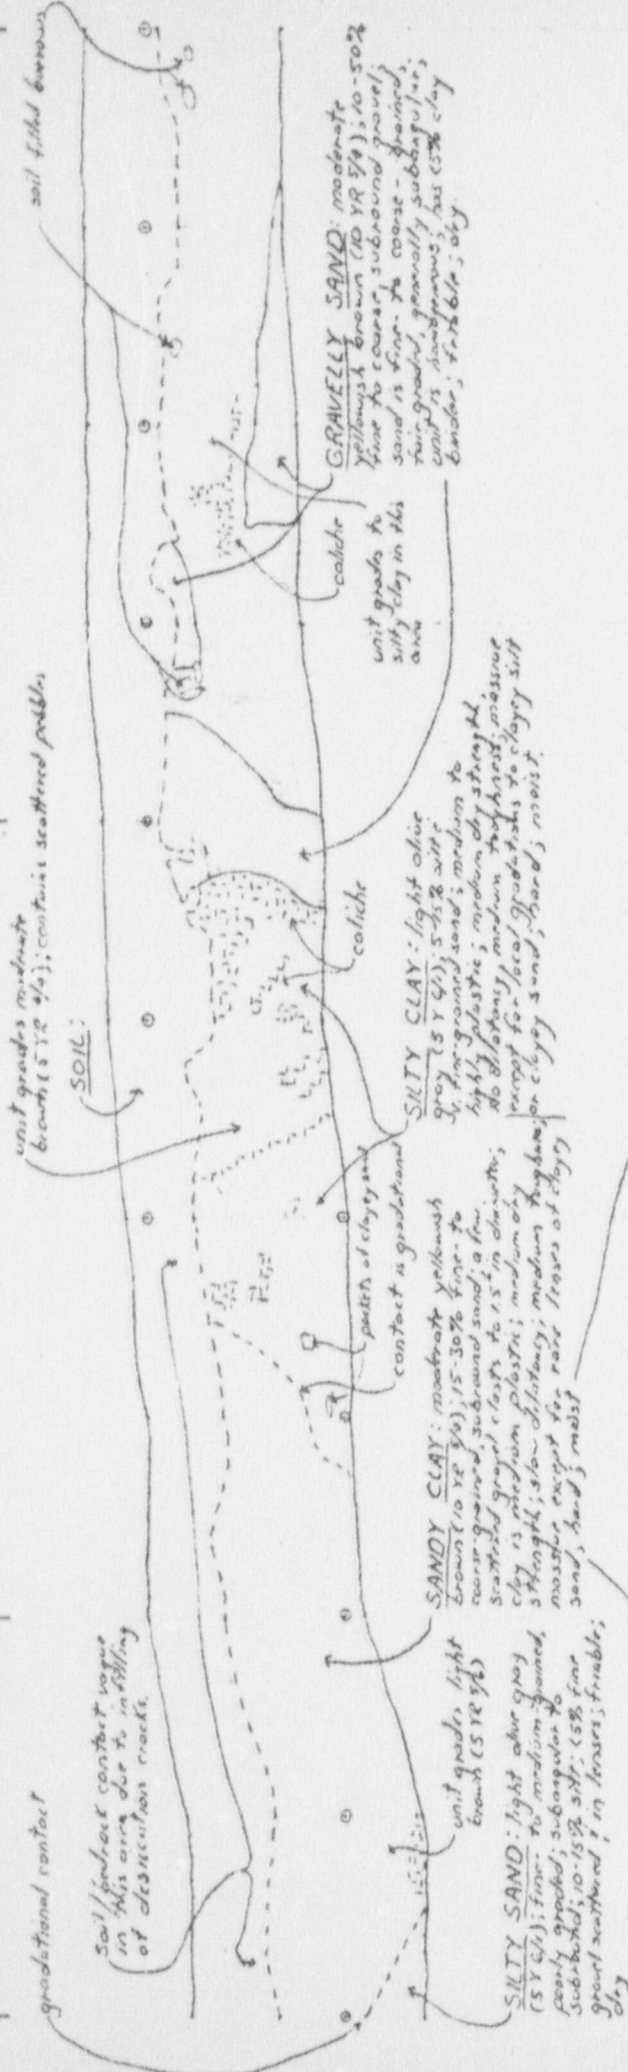 gradational contact
Soil/bedrock contact vague
in this area due to infilling
of desiccation cracks.
unit grades moderate
brown (5 YR 4/4); contains scattered pebbles
SOIL:
soil filled burrows
SILTY SAND: light olive gray
(5 Y 6/1); fine- to medium-grained,
poorly graded; subangular to
subround; 10-15% silt; <5% fine
gravel scattered & in lenses; friable;
dry
unit grades light
brown (5 YR 5/6)
SANDY CLAY: moderate yellowish
brown (10 YR 5/4); 15-30% fine- to
coarse-grained, subround sand; a few
scattered gravel clasts to 1.5" in diameter;
clay is medium plastic; medium dry
strength; slow dilatancy; medium toughness;
massive except for rare lenses of clayey
sand; hard; moist
pockets of clayey sand
contact is gradational
SILTY CLAY: light olive
gray (5 Y 6/1); 5-15% silt &
v. fine-grained sand; medium to
highly plastic; medium dry strength,
no dilatancy, medium toughness; massive
except for local gradations to clayey silt
or clayey sand; hard; moist.
caliche
unit grades to
silty clay in this
area
caliche
GRAVELLY SAND: moderate
yellowish brown (10 YR 5/4); 10-50%
fine to coarse, subround gravel;
sand is fine- to coarse-grained,
fair graded, generally subangular;
unit is has <5% clay
binder; friable; dry.